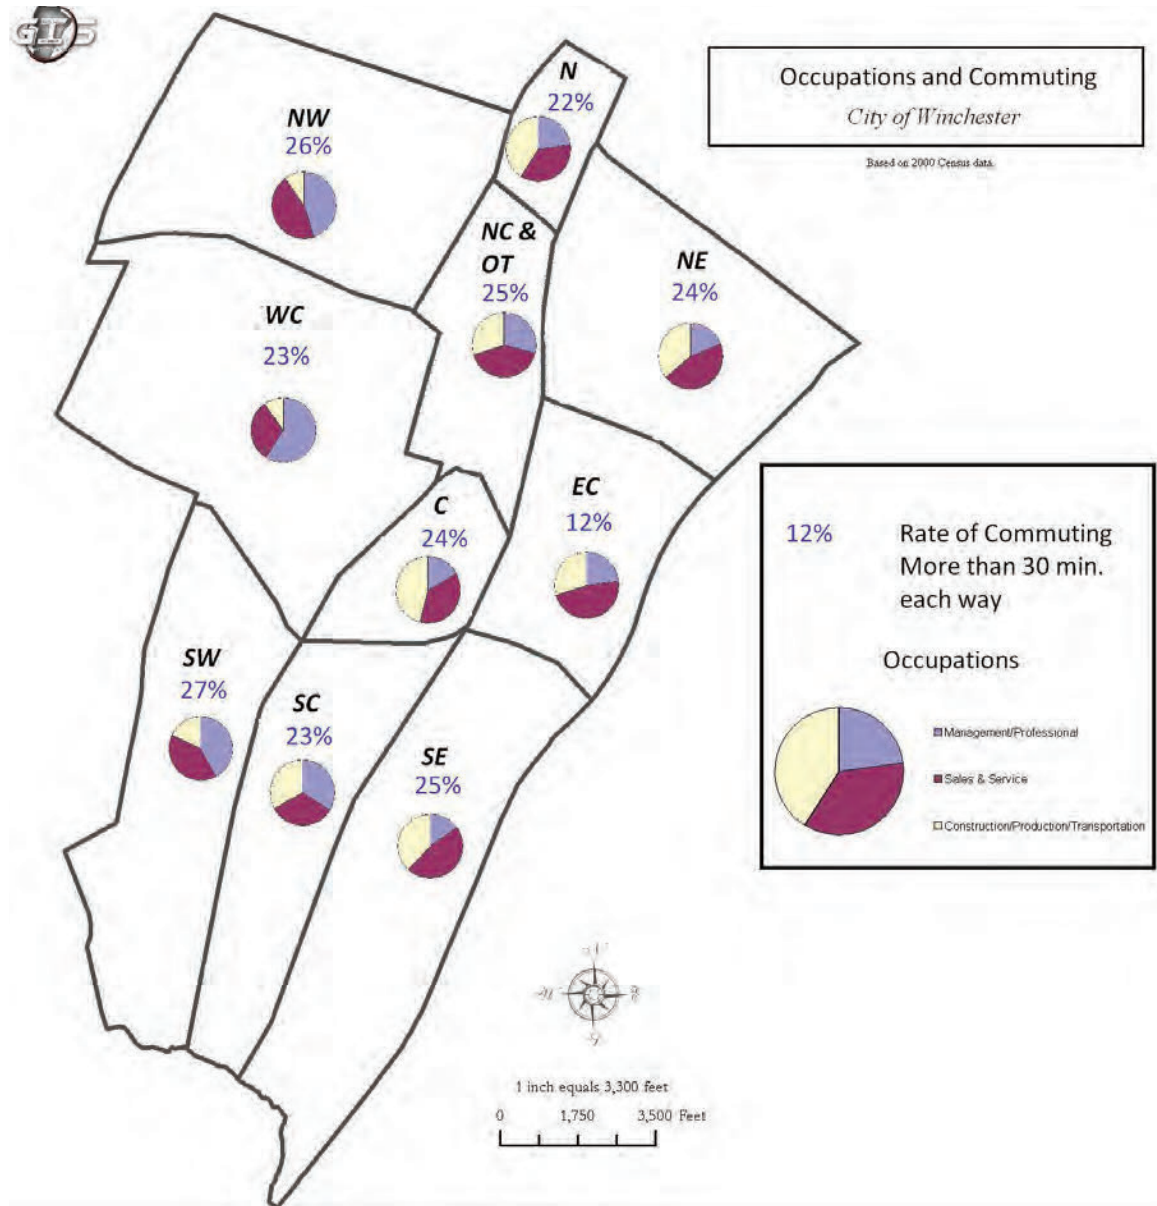 GIS
Occupations and Commuting
City of Winchester
Based on 2000 Census data.
N
22%
NW
26%
NC &
OT
25%
NE
24%
WC
23%
C
24%
EC
12%
SW
27%
SC
23%
SE
25%
12% Rate of Commuting
More than 30 min.
each way
Occupations
Management/Professional
Sales & Service
Construction/Production/Transportation
1 inch equals 3,300 feet
0 1,750 3,500 Feet